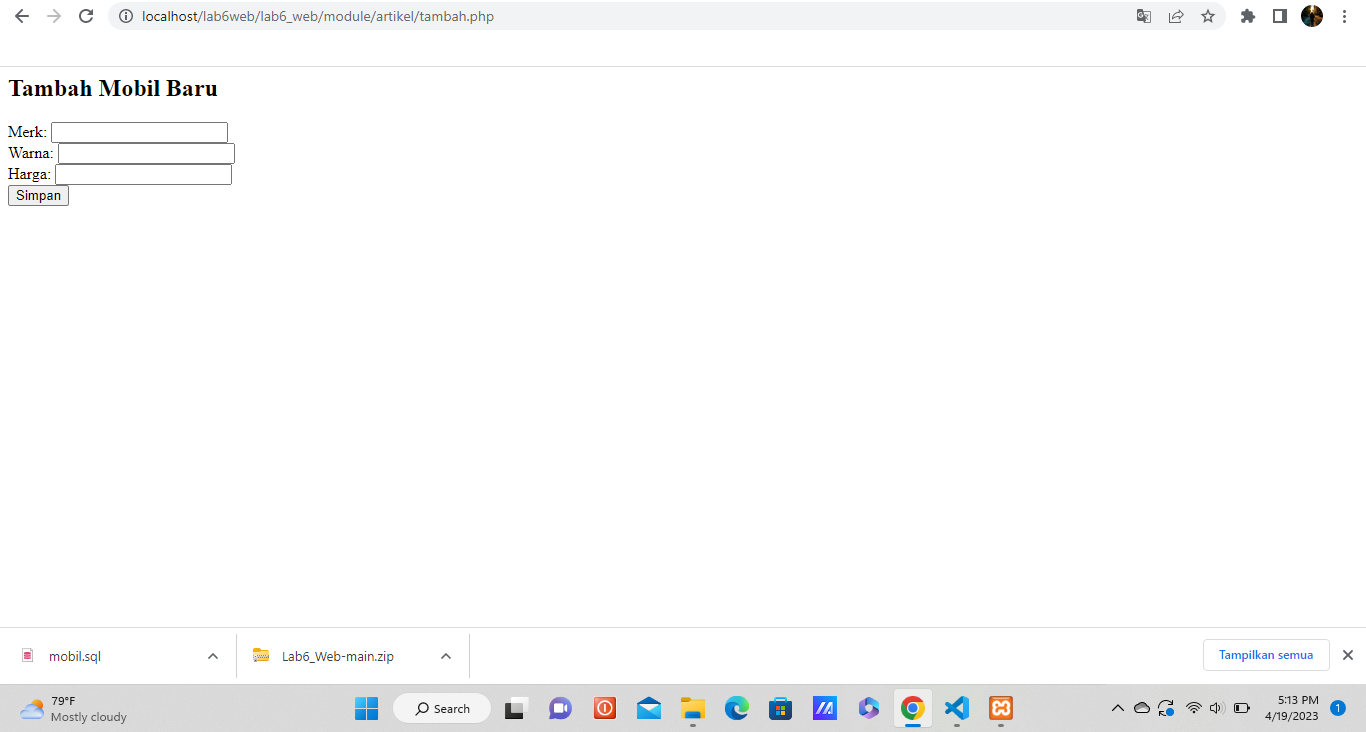 localhost/lab6web/lab6_web/module/artikel/tambah.php
Tambah Mobil Baru
Merk:
Warna:
Harga:
Simpan
mobil.sql
Lab6_Web-main.zip
Tampilkan semua
79°F
Mostly cloudy
Search
5:13 PM
4/19/2023
1